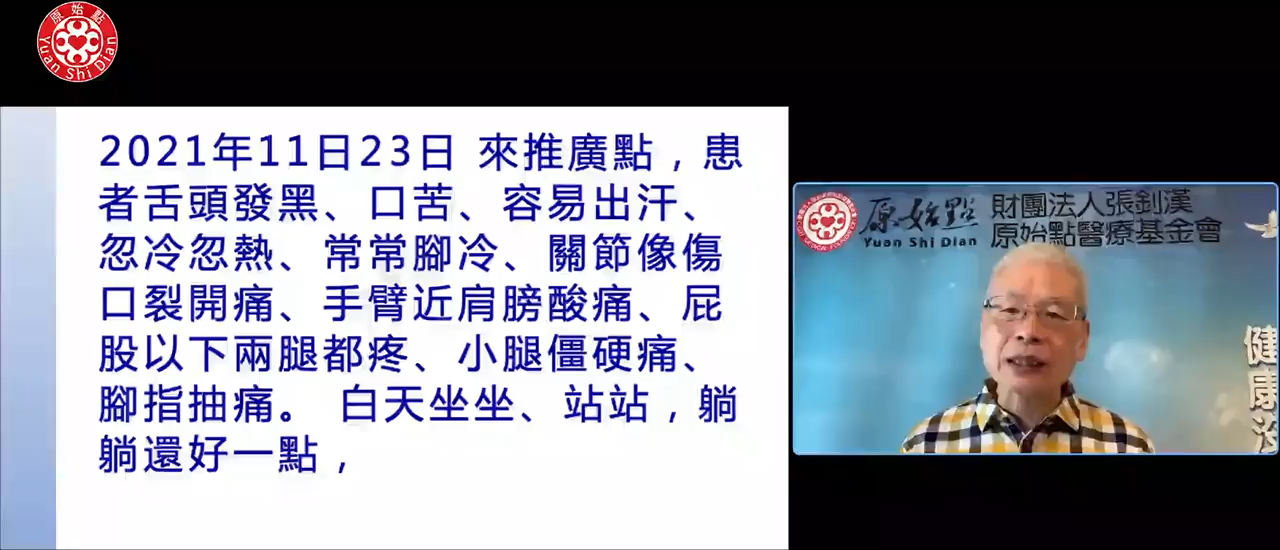 原始點
Yuan Shi Dian
2021年11日23日 來推廣點，患
者舌頭發黑、口苦、容易出汗、
忽冷忽熱、常常腳冷、關節像傷
口裂開痛、手臂近肩膀酸痛、屁
股以下兩腿都疼、小腿僵硬痛、
腳指抽痛。 白天坐坐、站站，躺
躺還好一點，
原始點
Yuan Shi Dian
財團法人張釗漢
原始點醫療基金會
健康